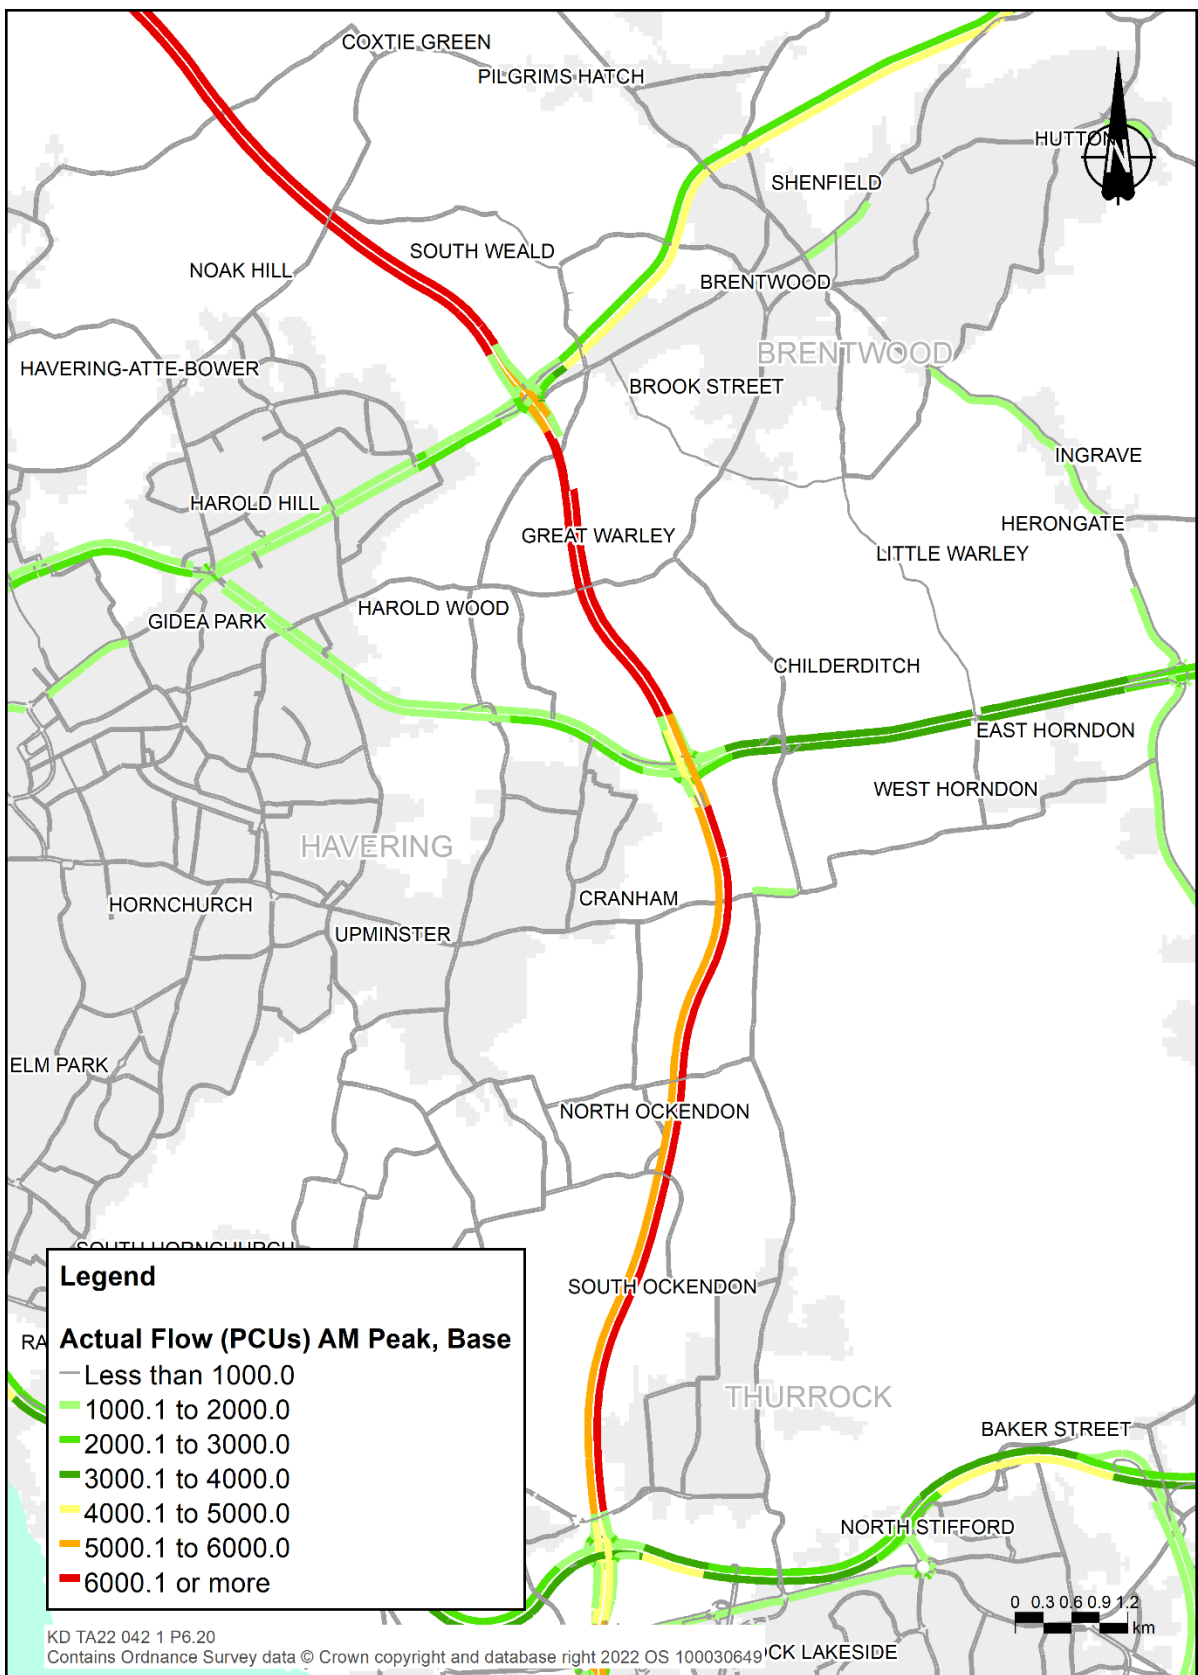 COXTIE GREEN
PILGRIMS HATCH
HUTTON
N
SHENFIELD
SOUTH WEALD
NOAK HILL
BRENTWOOD
BRENTWOOD
HAVERING-ATTE-BOWER
BROOK STREET
INGRAVE
HAROLD HILL
HERONGATE
GREAT WARLEY
LITTLE WARLEY
HAROLD WOOD
GIDEA PARK
CHILDERDITCH
EAST HORNDON
WEST HORNDON
HAVERING
CRANHAM
HORNCHURCH
UPMINSTER
ELM PARK
NORTH OCKENDON
SOUTH HORNCHURCH
SOUTH OCKENDON
RA
THURROCK
BAKER STREET
NORTH STIFFORD
Legend
Actual Flow (PCUs) AM Peak, Base
Less than 1000.0
1000.1 to 2000.0
2000.1 to 3000.0
3000.1 to 4000.0
4000.1 to 5000.0
5000.1 to 6000.0
6000.1 or more
0 0.3 0.6 0.9 1.2
km
KD TA22 042 1 P6.20
Contains Ordnance Survey data © Crown copyright and database right 2022 OS 100030649
OCK LAKESIDE